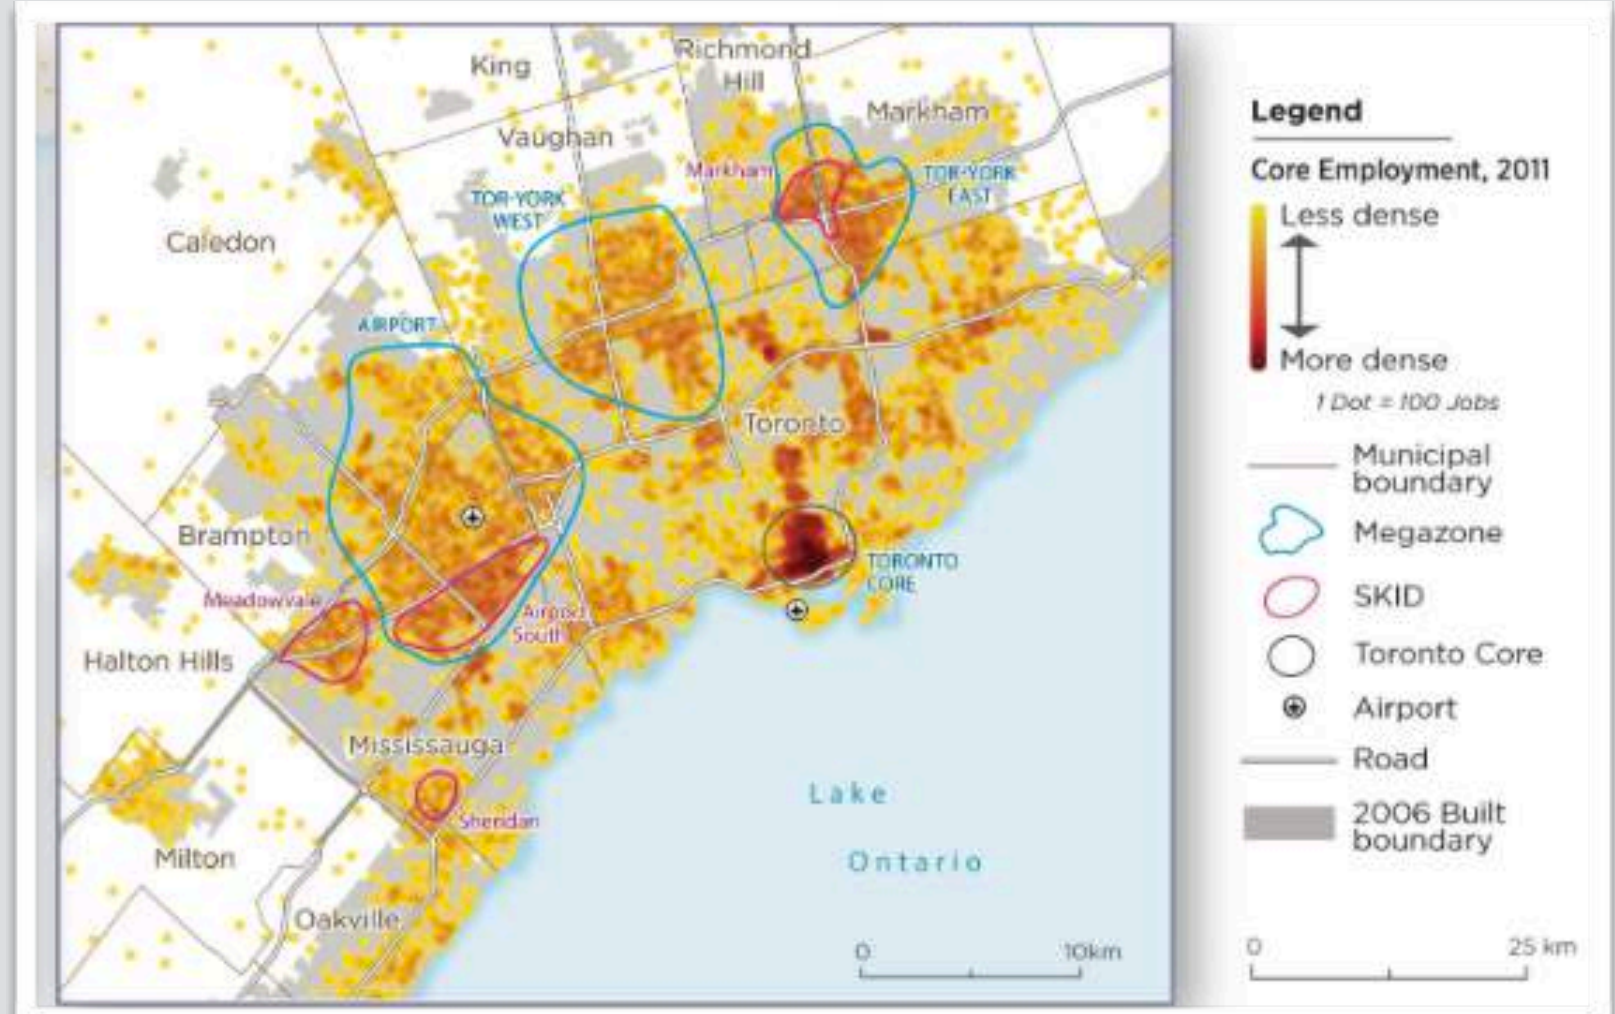 King
Richmond
Hill
Markham
Vaughan
Markham
TOR-YORK
EAST
TOR-YORK
WEST
Caledon
AIRPORT
Toronto
Brampton
TORONTO
CORE
Meadowvale
Airport
South
Halton Hills
Mississauga
Sheridan
Lake
Ontario
Milton
Oakville
0
10km
Legend
Core Employment, 2011
Less dense
More dense
1 Dot = 100 Jobs
Municipal
boundary
Megazone
SKID
Toronto Core
Airport
Road
2006 Built
boundary
0
25 km